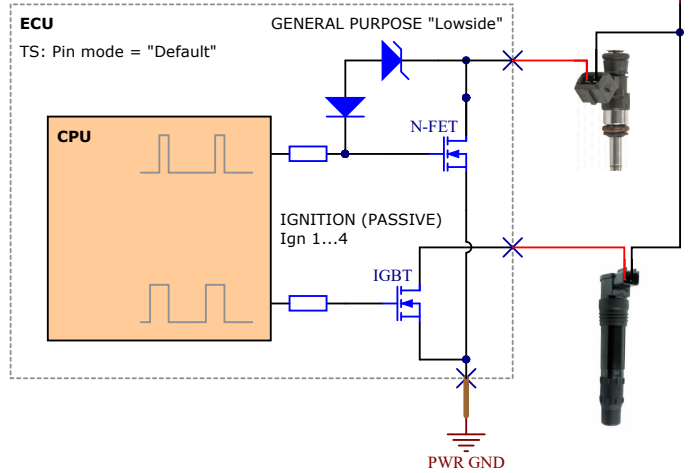 ECU
GENERAL PURPOSE "Lowside"
TS: Pin mode = "Default"
N-FET
CPU
IGNITION (PASSIVE)
Ign 1...4
IGBT
PWR GND